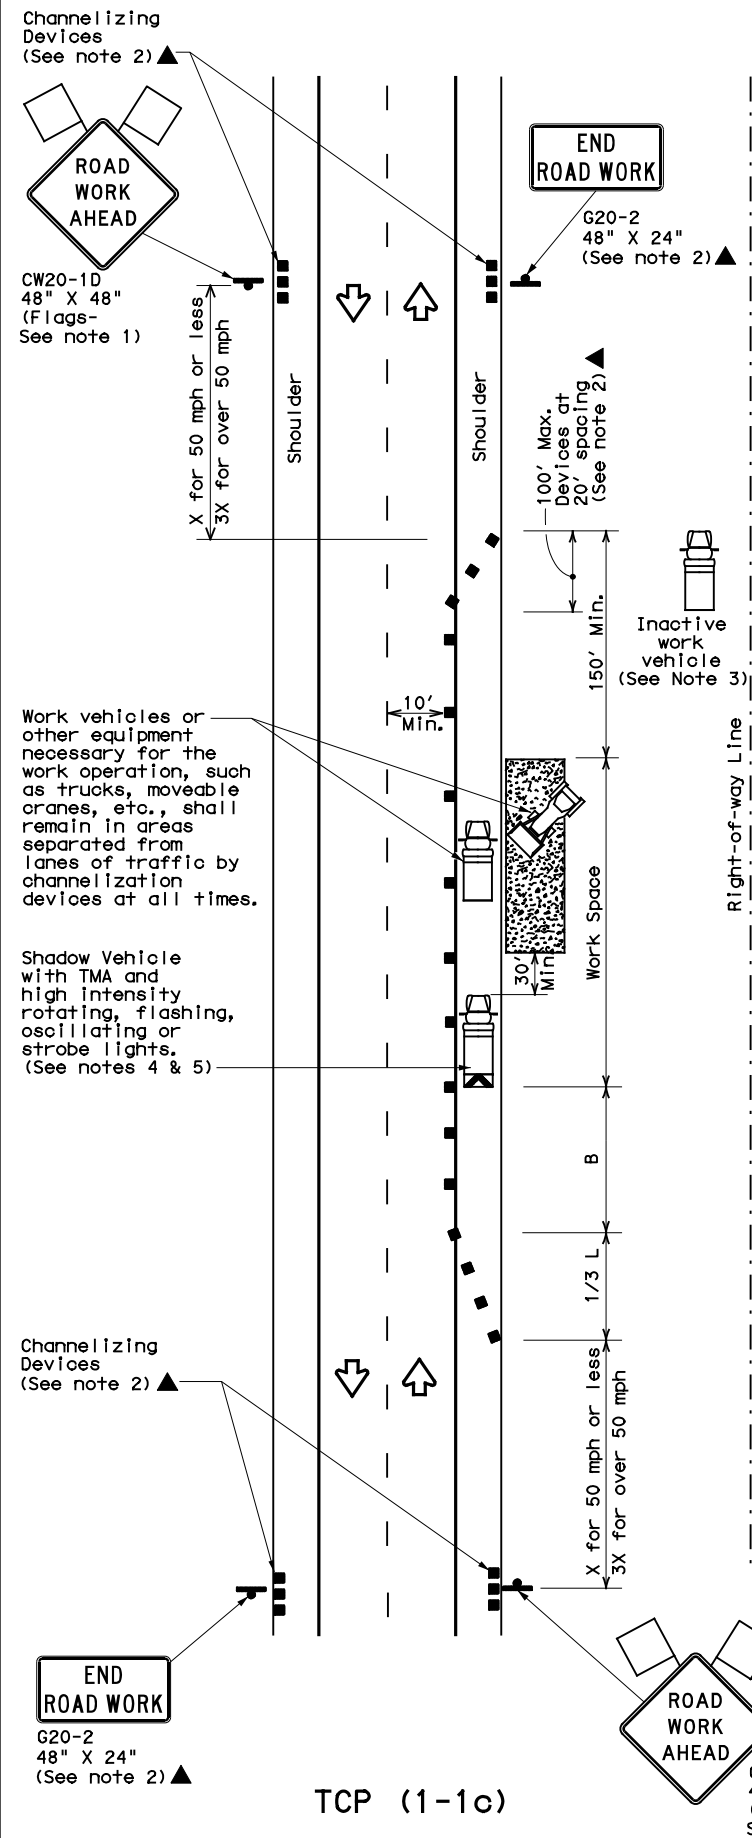 Channelizing
Devices
(See note 2)
ROAD
WORK
AHEAD
CW20-1D
48" X 48"
(Flags-
See note 1)
X for 50 mph or less
3X for over 50 mph
Shoulder
Shoulder
END
ROAD WORK
G20-2
48" X 24"
(See note 2)
100' Max.
Devices at
20' spacing
(See note 2)
150' Min.
Inactive
work
vehicle
(See Note 3)
Right-of-way Line
10'
Min.
Work vehicles or
other equipment
necessary for the
work operation, such
as trucks, moveable
cranes, etc., shall
remain in areas
separated from
lanes of traffic by
channelization
devices at all times.
Work Space
30'
Min.
Shadow Vehicle
with TMA and
high intensity
rotating, flashing,
oscillating or
strobe lights.
(See notes 4 & 5)
B
1/3 L
Channelizing
Devices
(See note 2)
X for 50 mph or less
3X for over 50 mph
END
ROAD WORK
G20-2
48" X 24"
(See note 2)
ROAD
WORK
AHEAD
TCP (1-1c)